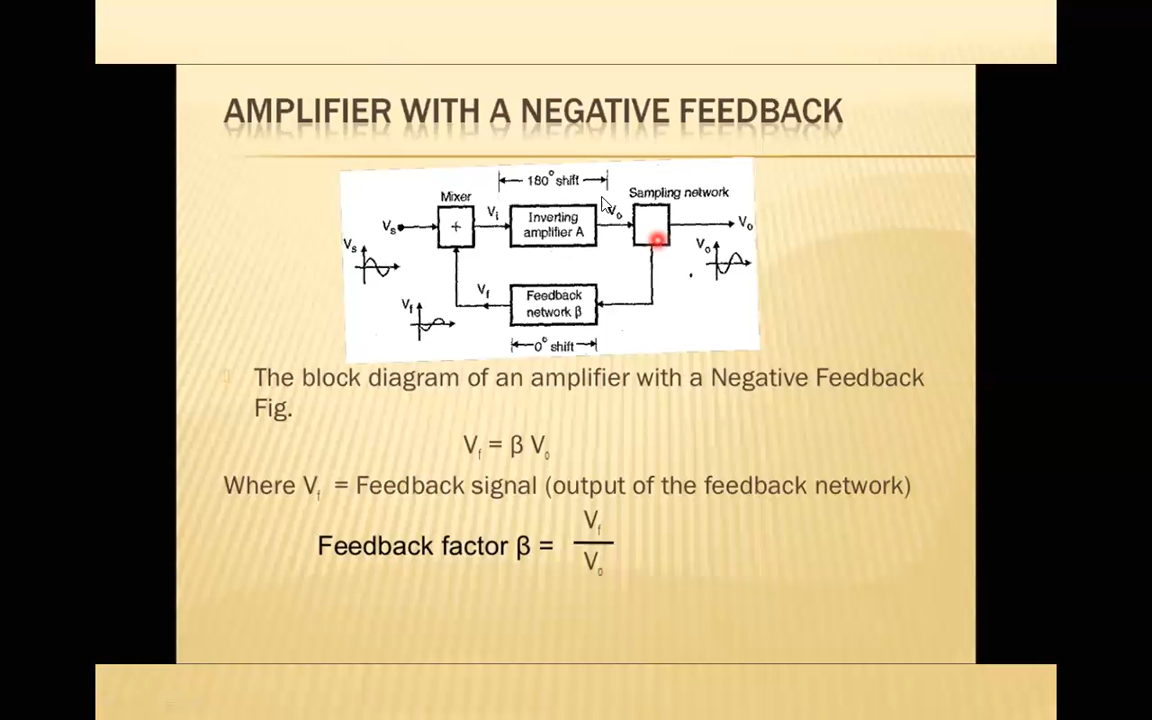 AMPLIFIER WITH A NEGATIVE FEEDBACK
180° shift
Mixer
Sampling network
Vs
+
Vi
Inverting
amplifier A
Vo
Vo
Vs
Vo
Vf
Vf
Feedback
network β
0° shift
The block diagram of an amplifier with a Negative Feedback
Fig.
Vf = β Vo
Where Vf = Feedback signal (output of the feedback network)
Feedback factor β =
Vf
Vo